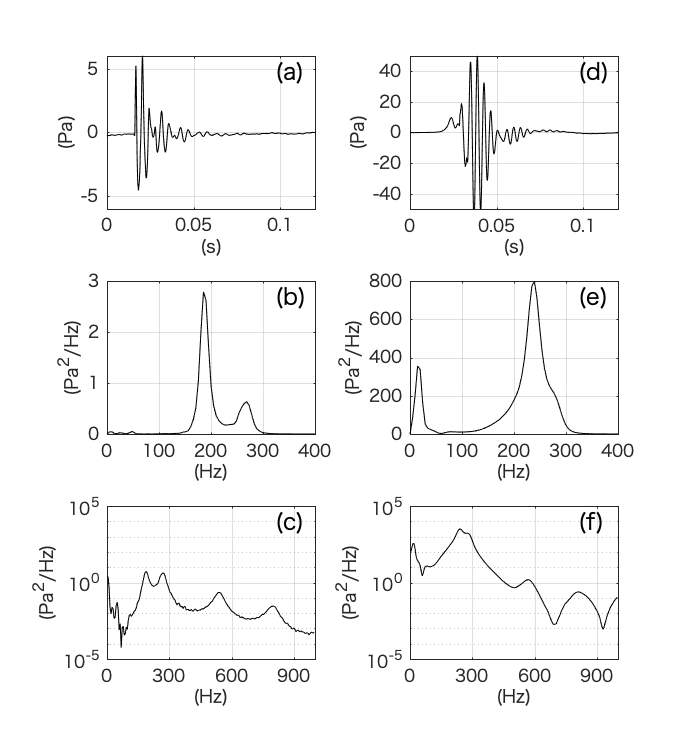 (a)
5
0
-5
(Pa)
0 0.05 0.1
(s)
(d)
40
20
0
-20
-40
(Pa)
0 0.05 0.1
(s)
(b)
3
2
1
0
(Pa²/Hz)
0 100 200 300 400
(Hz)
(e)
800
600
400
200
0
(Pa²/Hz)
0 100 200 300 400
(Hz)
(c)
10⁵
10⁰
10⁻⁵
(Pa²/Hz)
0 300 600 900
(Hz)
(f)
10⁵
10⁰
10⁻⁵
(Pa²/Hz)
0 300 600 900
(Hz)